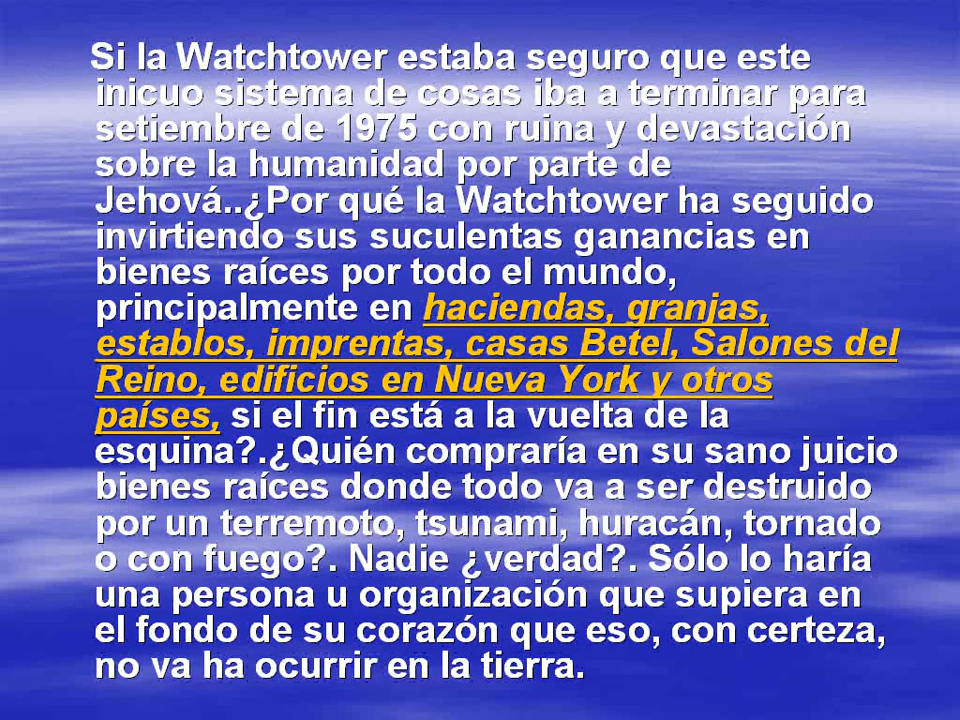 Si la Watchtower estaba seguro que este
inicuo sistema de cosas iba a terminar para
setiembre de 1975 con ruina y devastación
sobre la humanidad por parte de
Jehová..¿Por qué la Watchtower ha seguido
invirtiendo sus suculentas ganancias en
bienes raíces por todo el mundo,
principalmente en haciendas, granjas,
establos, imprentas, casas Betel, Salones del
Reino, edificios en Nueva York y otros
países, si el fin está a la vuelta de la
esquina?.¿Quién compraría en su sano juicio
bienes raíces donde todo va a ser destruido
por un terremoto, tsunami, huracán, tornado
o con fuego?. Nadie ¿verdad?. Sólo lo haría
una persona u organización que supiera en
el fondo de su corazón que eso, con certeza,
no va ha ocurrir en la tierra.